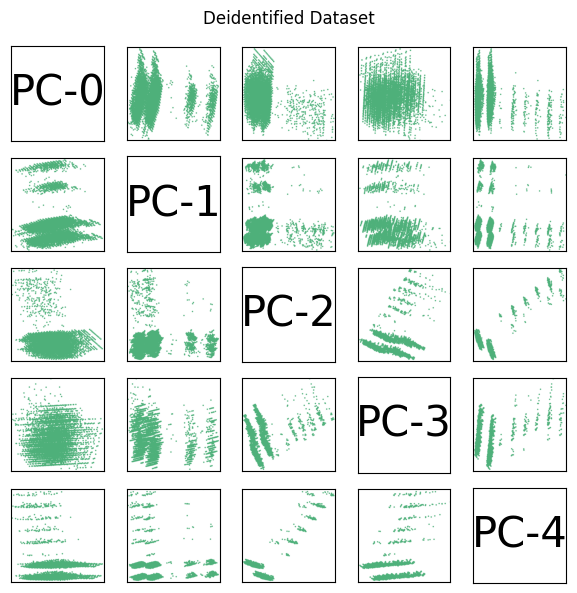 Deidentified Dataset
PC-0
PC-1
PC-2
PC-3
PC-4